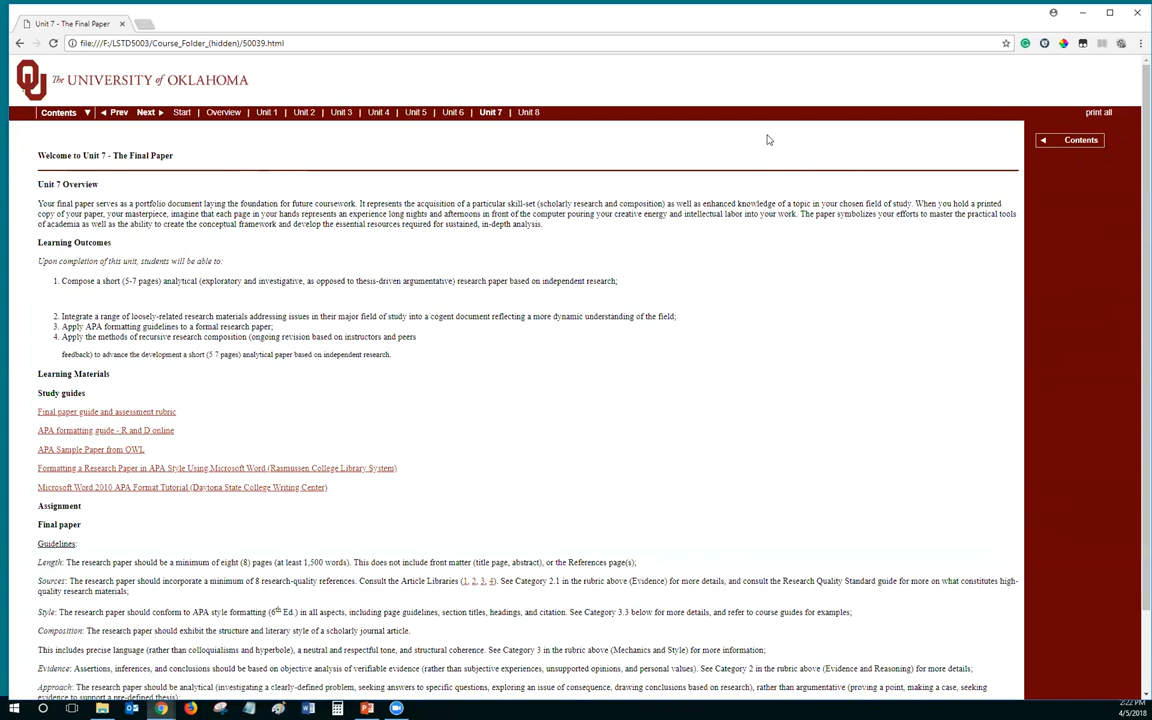 Unit 7 - The Final Paper
file:///F:/LSTD5003/Course_Folder_(hidden)/50039.html
The UNIVERSITY of OKLAHOMA
Contents ▼ | ◀ Prev Next ▶ Start | Overview | Unit 1 | Unit 2 | Unit 3 | Unit 4 | Unit 5 | Unit 6 | Unit 7 | Unit 8 print all
◀ Contents
Welcome to Unit 7 - The Final Paper
Unit 7 Overview
Your final paper serves as a portfolio document laying the foundation for future coursework. It represents the acquisition of a particular skill-set (scholarly research and composition) as well as enhanced knowledge of a topic in your chosen field of study. When you hold a printed
copy of your paper, your masterpiece, imagine that each page in your hands represents an experience long nights and afternoons in front of the computer pouring your creative energy and intellectual labor into your work. The paper symbolizes your efforts to master the practical tools
of academia as well as the ability to create the conceptual framework and develop the essential resources required for sustained, in-depth analysis.
Learning Outcomes
Upon completion of this unit, students will be able to:
1. Compose a short (5-7 pages) analytical (exploratory and investigative, as opposed to thesis-driven argumentative) research paper based on independent research;
2. Integrate a range of loosely-related research materials addressing issues in their major field of study into a cogent document reflecting a more dynamic understanding of the field;
3. Apply APA formatting guidelines to a formal research paper;
4. Apply the methods of recursive research composition (ongoing revision based on instructors and peers
feedback) to advance the development a short (5 7 pages) analytical paper based on independent research.
Learning Materials
Study guides
Final paper guide and assessment rubric
APA formatting guide - R and D online
APA Sample Paper from OWL
Formatting a Research Paper in APA Style Using Microsoft Word (Rasmussen College Library System)
Microsoft Word 2010 APA Format Tutorial (Daytona State College Writing Center)
Assignment
Final paper
Guidelines:
Length: The research paper should be a minimum of eight (8) pages (at least 1,500 words). This does not include front matter (title page, abstract), or the References page(s);
Sources: The research paper should incorporate a minimum of 8 research-quality references. Consult the Article Libraries (1, 2, 3, 4). See Category 2.1 in the rubric above (Evidence) for more details, and consult the Research Quality Standard guide for more on what constitutes high-
quality research materials;
Style: The research paper should conform to APA style formatting (6th Ed.) in all aspects, including page guidelines, section titles, headings, and citation. See Category 3.3 below for more details, and refer to course guides for examples;
Composition: The research paper should exhibit the structure and literary style of a scholarly journal article.
This includes precise language (rather than colloquialisms and hyperbole), a neutral and respectful tone, and structural coherence. See Category 3 in the rubric above (Mechanics and Style) for more information;
Evidence: Assertions, inferences, and conclusions should be based on objective analysis of verifiable evidence (rather than subjective experiences, unsupported opinions, and personal values). See Category 2 in the rubric above (Evidence and Reasoning) for more details;
Approach: The research paper should be analytical (investigating a clearly-defined problem, seeking answers to specific questions, exploring an issue of consequence, drawing conclusions based on research), rather than argumentative (proving a point, making a case, seeking
evidence to support a pre-defined thesis);
2:22 PM
4/5/2018